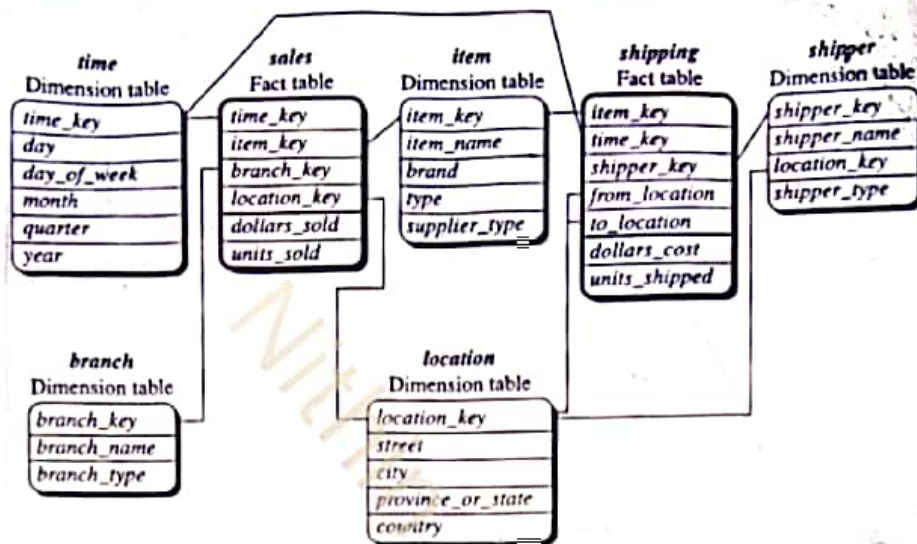 time
Dimension table
time_key
day
day_of_week
month
quarter
year
sales
Fact table
time_key
item_key
branch_key
location_key
dollars_sold
units_sold
item
Dimension table
item_key
item_name
brand
type
supplier_type
shipping
Fact table
item_key
time_key
shipper_key
from_location
to_location
dollars_cost
units_shipped
shipper
Dimension table
shipper_key
shipper_name
location_key
shipper_type
branch
Dimension table
branch_key
branch_name
branch_type
location
Dimension table
location_key
street
city
province_or_state
country